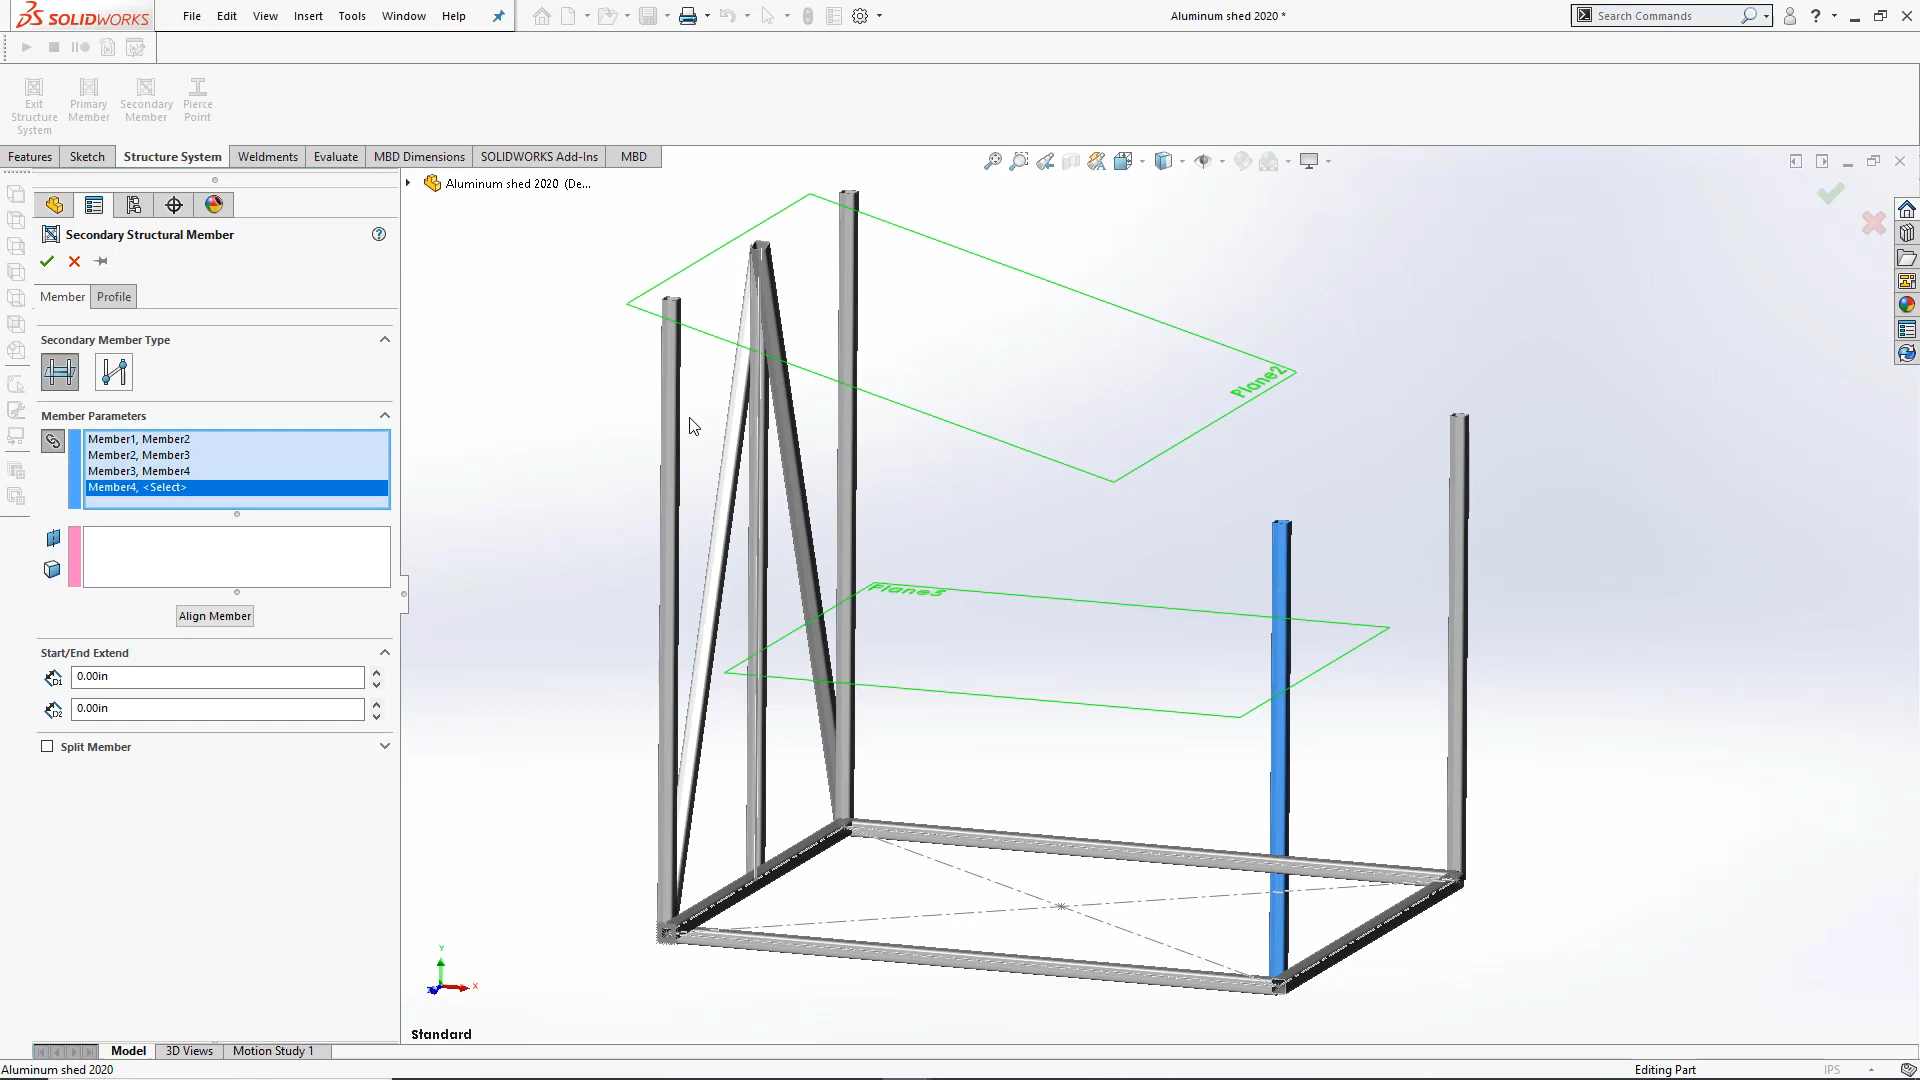 SOLIDWORKS
File Edit View Insert Tools Window Help
Aluminum shed 2020 *
Search Commands
Exit Structure System
Primary Member
Secondary Member
Pierce Point
Features Sketch Structure System Weldments Evaluate MBD Dimensions SOLIDWORKS Add-Ins MBD
Aluminum shed 2020 (De...
Secondary Structural Member
Member Profile
Secondary Member Type
Member Parameters
Member1, Member2
Member2, Member3
Member3, Member4
Member4, <Select>
Align Member
Start/End Extend
D1 0.00in
D2 0.00in
Split Member
Plane2
Plane3
Y
X
Standard
Model 3D Views Motion Study 1
Aluminum shed 2020
Editing Part
IPS